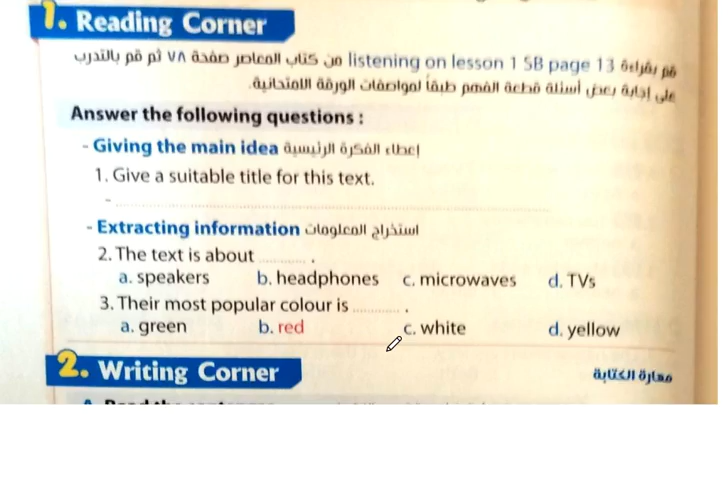 1. Reading Corner
قم بقراءة listening on lesson 1 SB page 13 من كتاب المعاصر صفحة ٧٨ ثم قم بالتدرب
على إجابة بعض أسئلة قطعة الفهم طبقاً لمواصفات الورقة الامتحانية.
Answer the following questions :
- Giving the main idea إعطاء الفكرة الرئيسية
1. Give a suitable title for this text.
-
- Extracting information استخراج المعلومات
2. The text is about ............ .
a. speakers b. headphones c. microwaves d. TVs
3. Their most popular colour is ............ .
a. green b. red c. white d. yellow
2. Writing Corner مهارة الكتابة